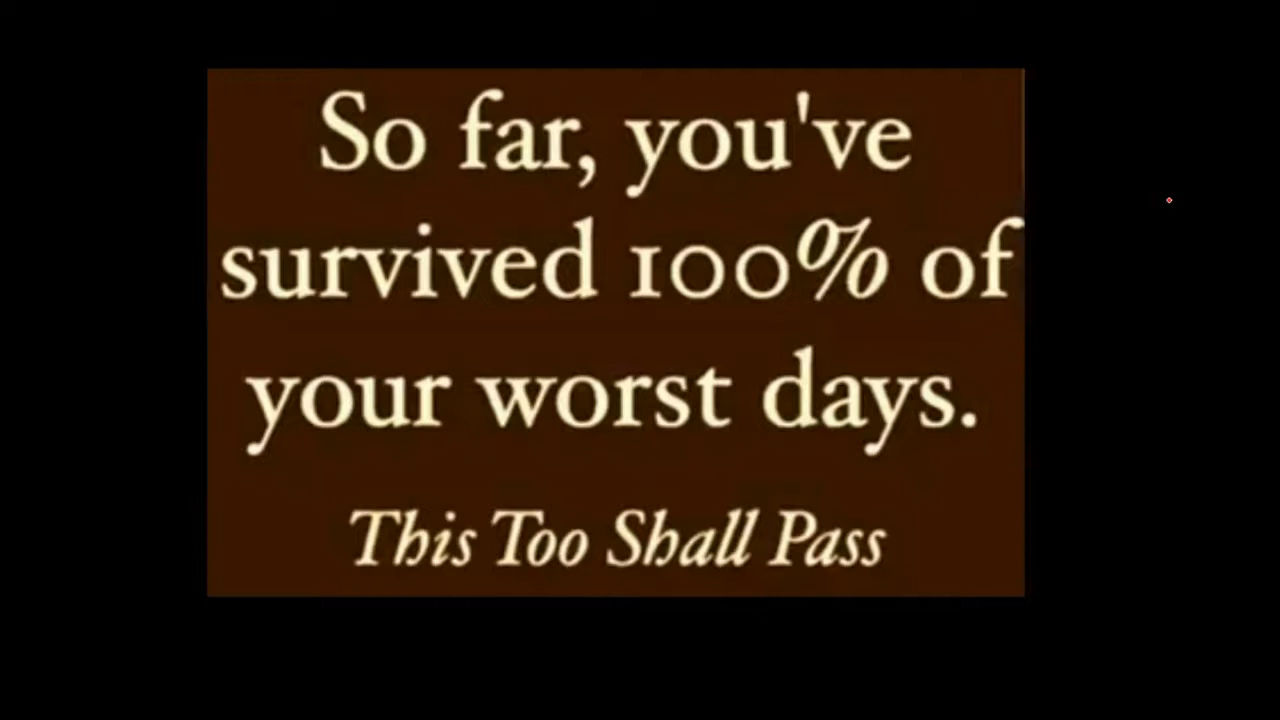 So far, you've
survived 100% of
your worst days.
This Too Shall Pass